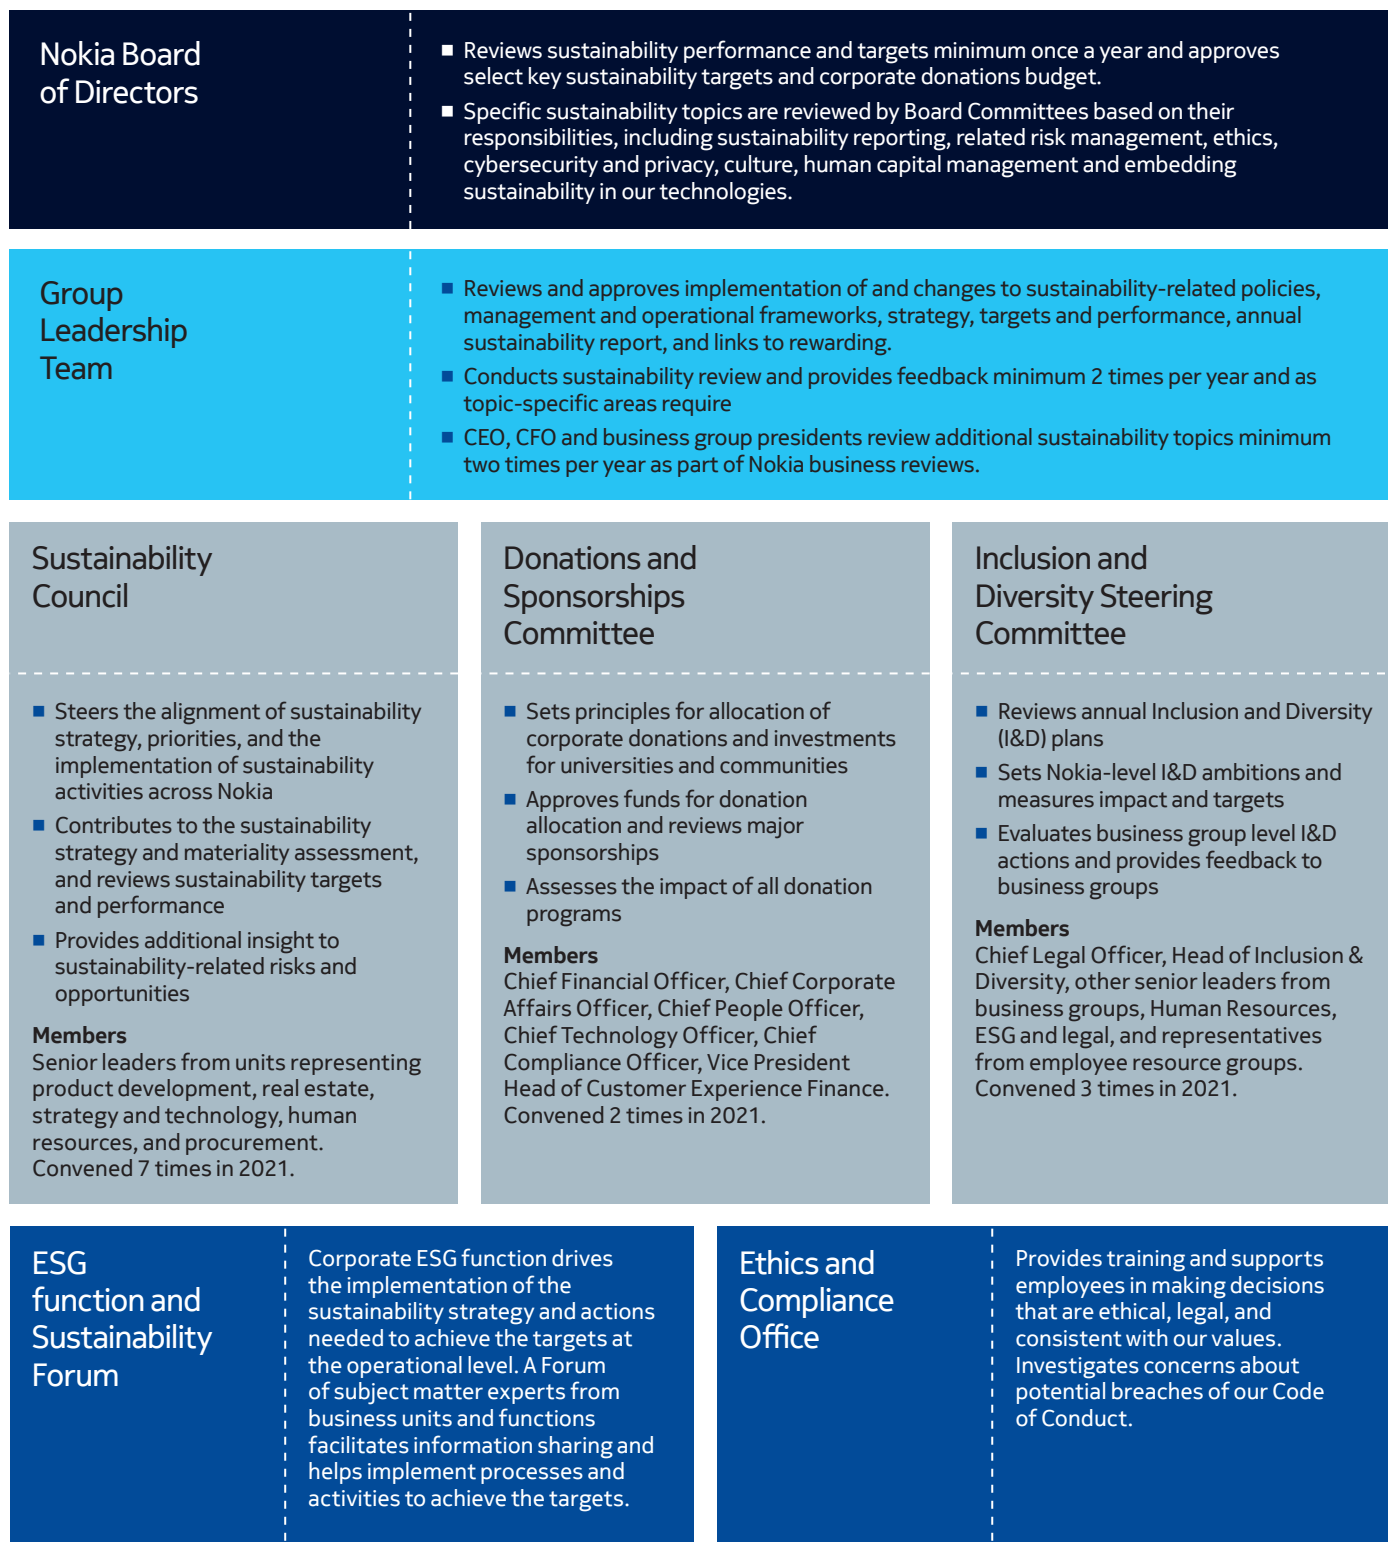 Nokia Board
of Directors
■ Reviews sustainability performance and targets minimum once a year and approves
select key sustainability targets and corporate donations budget.
■ Specific sustainability topics are reviewed by Board Committees based on their
responsibilities, including sustainability reporting, related risk management, ethics,
cybersecurity and privacy, culture, human capital management and embedding
sustainability in our technologies.
Group
Leadership
Team
■ Reviews and approves implementation of and changes to sustainability-related policies,
management and operational frameworks, strategy, targets and performance, annual
sustainability report, and links to rewarding.
■ Conducts sustainability review and provides feedback minimum 2 times per year and as
topic-specific areas require
■ CEO, CFO and business group presidents review additional sustainability topics minimum
two times per year as part of Nokia business reviews.
Sustainability
Council
■ Steers the alignment of sustainability
strategy, priorities, and the
implementation of sustainability
activities across Nokia
■ Contributes to the sustainability
strategy and materiality assessment,
and reviews sustainability targets
and performance
■ Provides additional insight to
sustainability-related risks and
opportunities
Members
Senior leaders from units representing
product development, real estate,
strategy and technology, human
resources, and procurement.
Convened 7 times in 2021.
Donations and
Sponsorships
Committee
■ Sets principles for allocation of
corporate donations and investments
for universities and communities
■ Approves funds for donation
allocation and reviews major
sponsorships
■ Assesses the impact of all donation
programs
Members
Chief Financial Officer, Chief Corporate
Affairs Officer, Chief People Officer,
Chief Technology Officer, Chief
Compliance Officer, Vice President
Head of Customer Experience Finance.
Convened 2 times in 2021.
Inclusion and
Diversity Steering
Committee
■ Reviews annual Inclusion and Diversity
(I&D) plans
■ Sets Nokia-level I&D ambitions and
measures impact and targets
■ Evaluates business group level I&D
actions and provides feedback to
business groups
Members
Chief Legal Officer, Head of Inclusion &
Diversity, other senior leaders from
business groups, Human Resources,
ESG and legal, and representatives
from employee resource groups.
Convened 3 times in 2021.
ESG
function and
Sustainability
Forum
Corporate ESG function drives
the implementation of the
sustainability strategy and actions
needed to achieve the targets at
the operational level. A Forum
of subject matter experts from
business units and functions
facilitates information sharing and
helps implement processes and
activities to achieve the targets.
Ethics and
Compliance
Office
Provides training and supports
employees in making decisions
that are ethical, legal, and
consistent with our values.
Investigates concerns about
potential breaches of our Code
of Conduct.